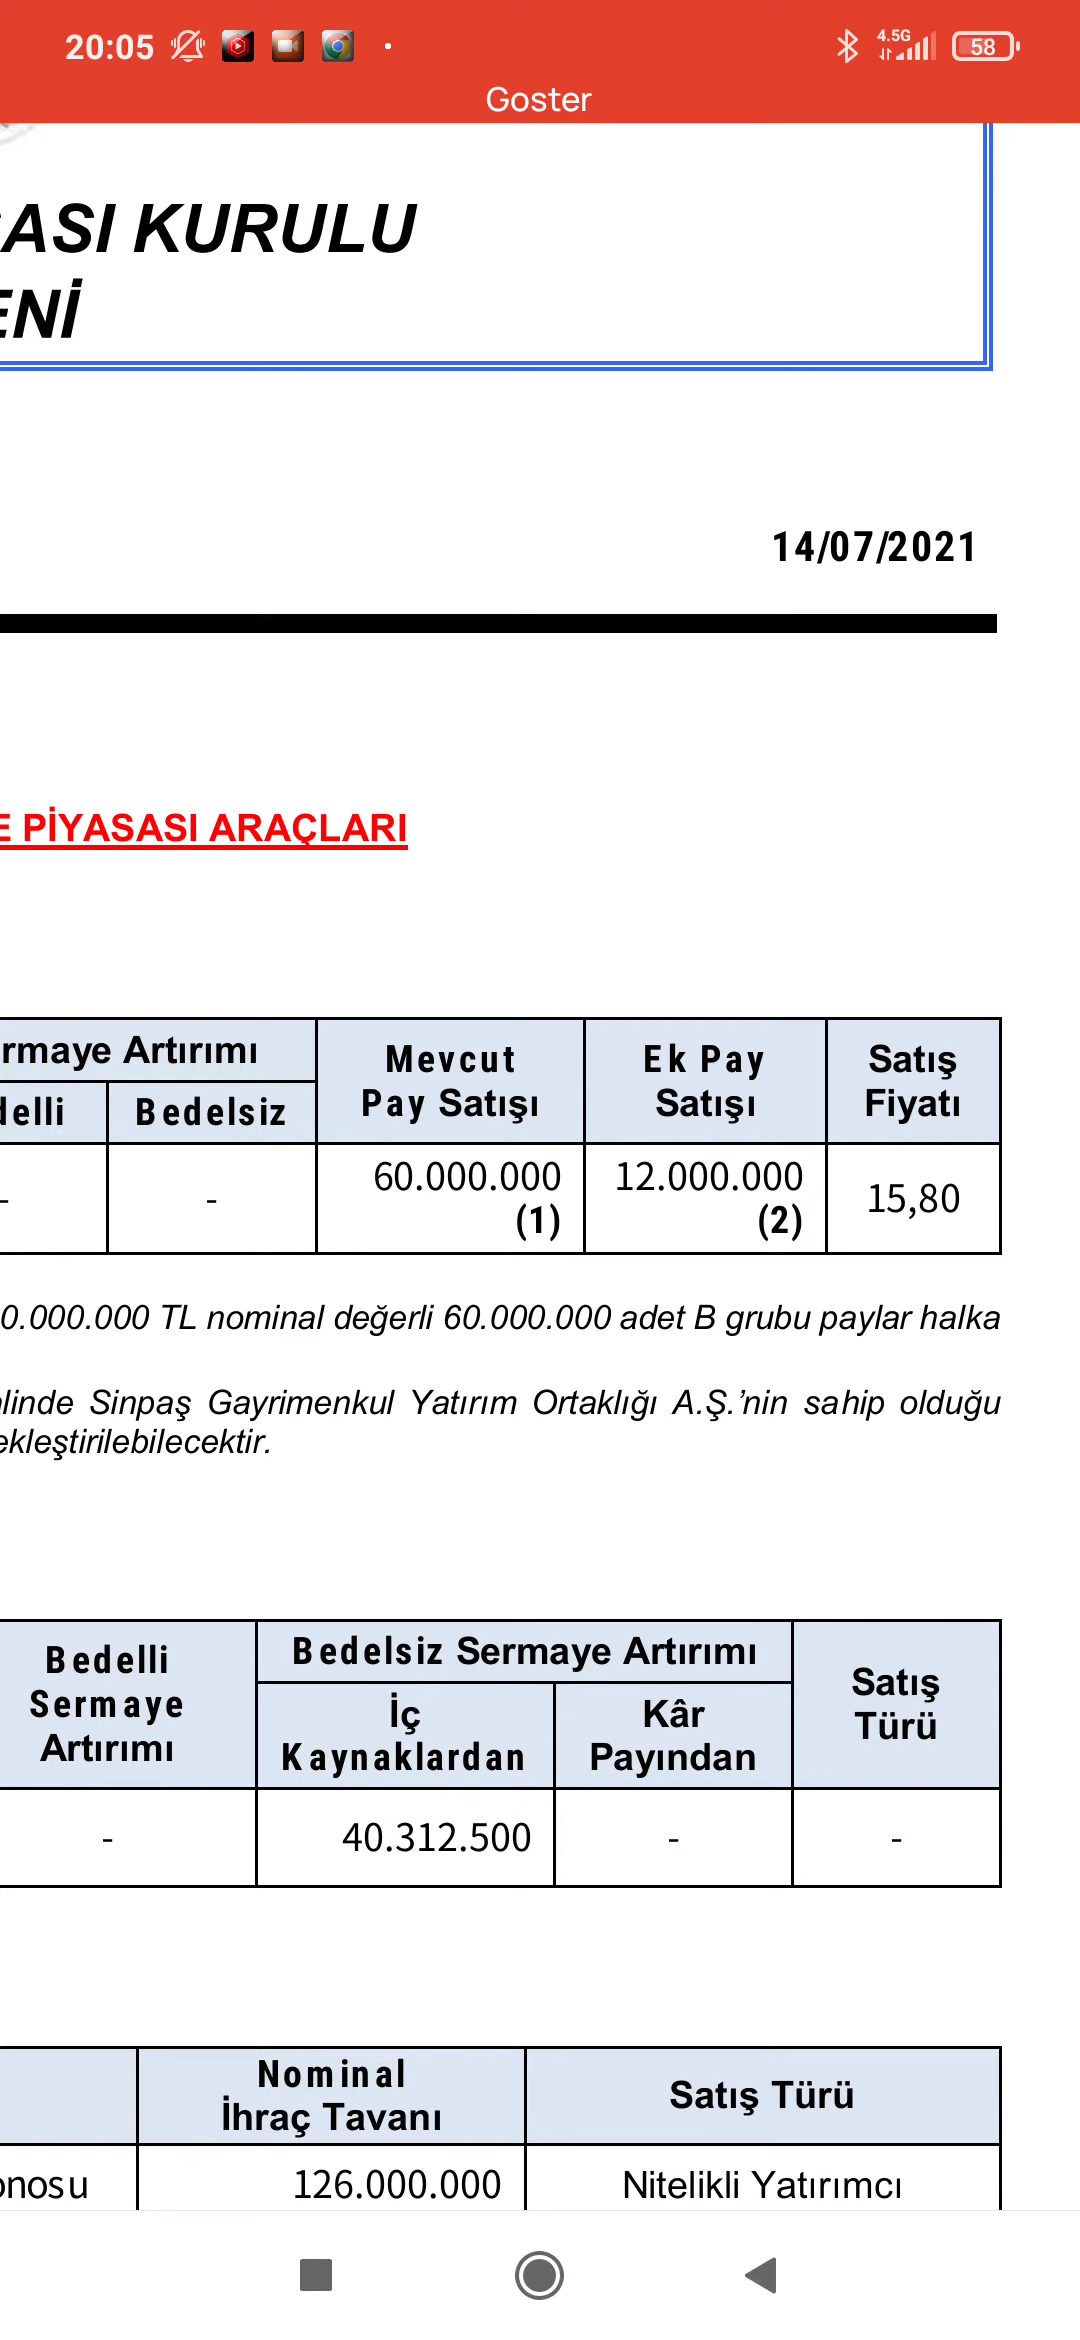 20:05
4.5G
58
Goster
ASI KURULU
ENİ
14/07/2021
E PİYASASI ARAÇLARI
rmaye Artırımı
Mevcut
Pay Satışı
Ek Pay
Satışı
Satış
Fiyatı
delli
Bedelsiz
-
-
60.000.000
(1)
12.000.000
(2)
15,80
0.000.000 TL nominal değerli 60.000.000 adet B grubu paylar halka
linde Sinpaş Gayrimenkul Yatırım Ortaklığı A.Ş.'nin sahip olduğu
ekleştirilebilecektir.
Bedelli
Sermaye
Artırımı
Bedelsiz Sermaye Artırımı
Satış
Türü
İç
Kaynaklardan
Kâr
Payından
-
40.312.500
-
-
Nominal
İhraç Tavanı
Satış Türü
onosu
126.000.000
Nitelikli Yatırımcı